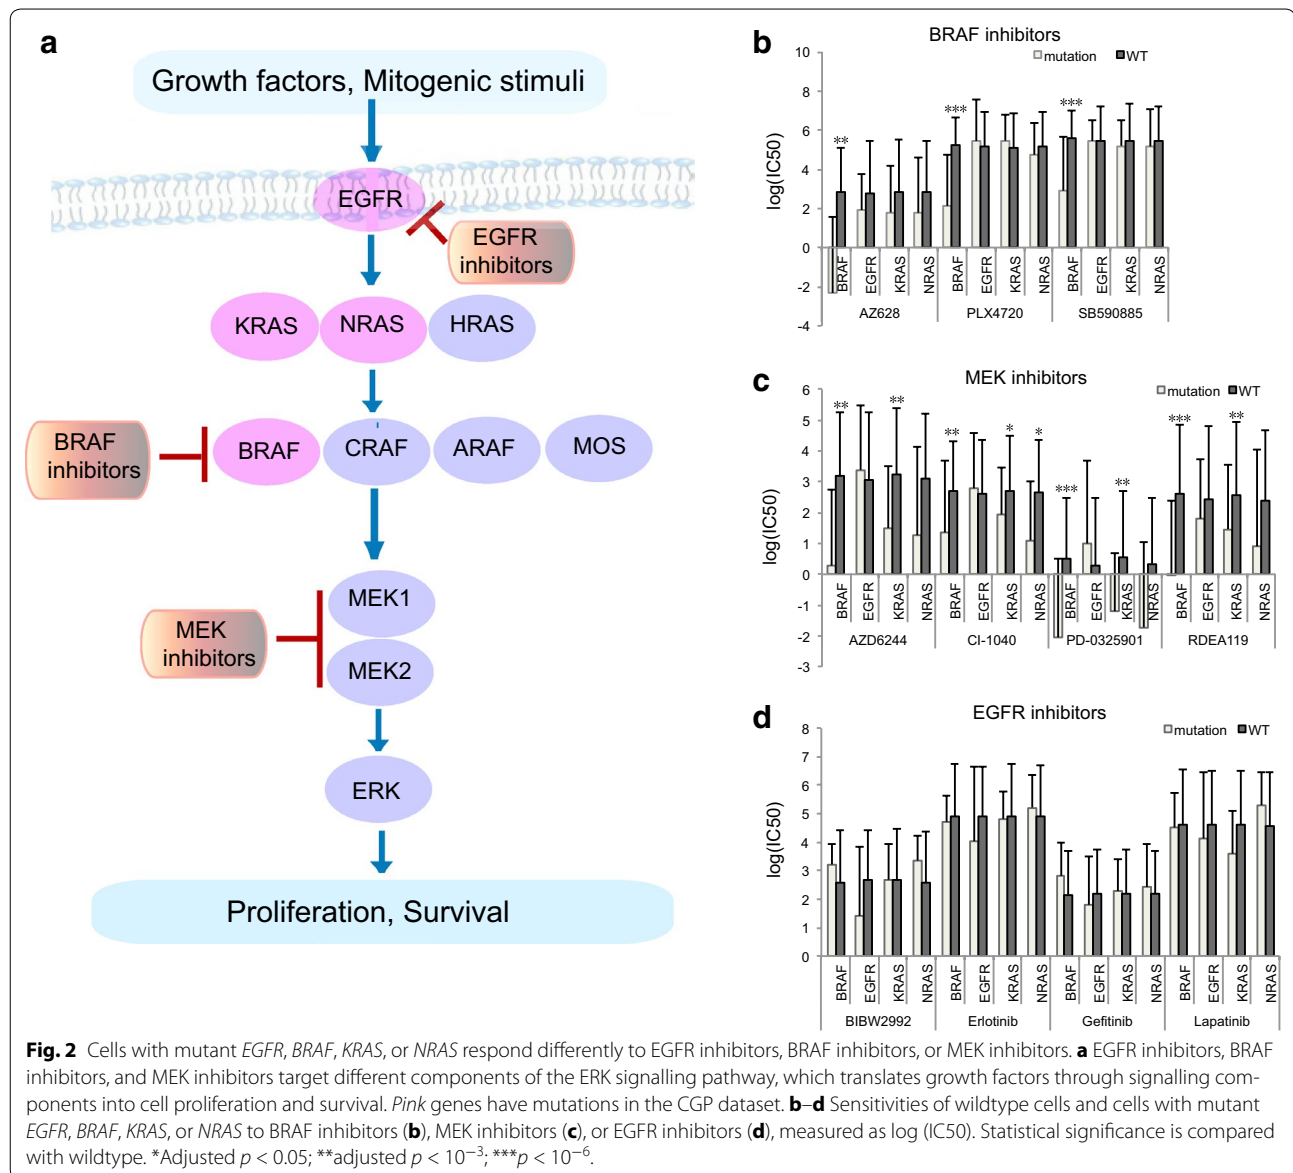 a
Growth factors, Mitogenic stimuli
EGFR
EGFR
inhibitors
KRAS NRAS HRAS
BRAF
inhibitors
BRAF CRAF ARAF MOS
MEK1
MEK
inhibitors
MEK2
ERK
Proliferation, Survival
b
BRAF inhibitors
mutation WT
log(IC50)
10
8
6
4
2
0
-2
-4
** *** ***
BRAF EGFR KRAS NRAS BRAF EGFR KRAS NRAS BRAF EGFR KRAS NRAS
AZ628 PLX4720 SB590885
c
MEK inhibitors
mutation WT
log(IC50)
6
5
4
3
2
1
0
-1
-2
-3
** ** ** * * *** ** *** **
BRAF EGFR KRAS NRAS BRAF EGFR KRAS NRAS BRAF EGFR KRAS NRAS BRAF EGFR KRAS NRAS
AZD6244 CI-1040 PD-0325901 RDEA119
d
EGFR inhibitors
mutation WT
log(IC50)
8
7
6
5
4
3
2
1
0
BRAF EGFR KRAS NRAS BRAF EGFR KRAS NRAS BRAF EGFR KRAS NRAS BRAF EGFR KRAS NRAS
BIBW2992 Erlotinib Gefitinib Lapatinib
Fig. 2 Cells with mutant EGFR, BRAF, KRAS, or NRAS respond differently to EGFR inhibitors, BRAF inhibitors, or MEK inhibitors. a EGFR inhibitors, BRAF
inhibitors, and MEK inhibitors target different components of the ERK signalling pathway, which translates growth factors through signalling com-
ponents into cell proliferation and survival. Pink genes have mutations in the CGP dataset. b–d Sensitivities of wildtype cells and cells with mutant
EGFR, BRAF, KRAS, or NRAS to BRAF inhibitors (b), MEK inhibitors (c), or EGFR inhibitors (d), measured as log (IC50). Statistical significance is compared
with wildtype. *Adjusted p < 0.05; **adjusted p < 10⁻³; ***p < 10⁻⁶.